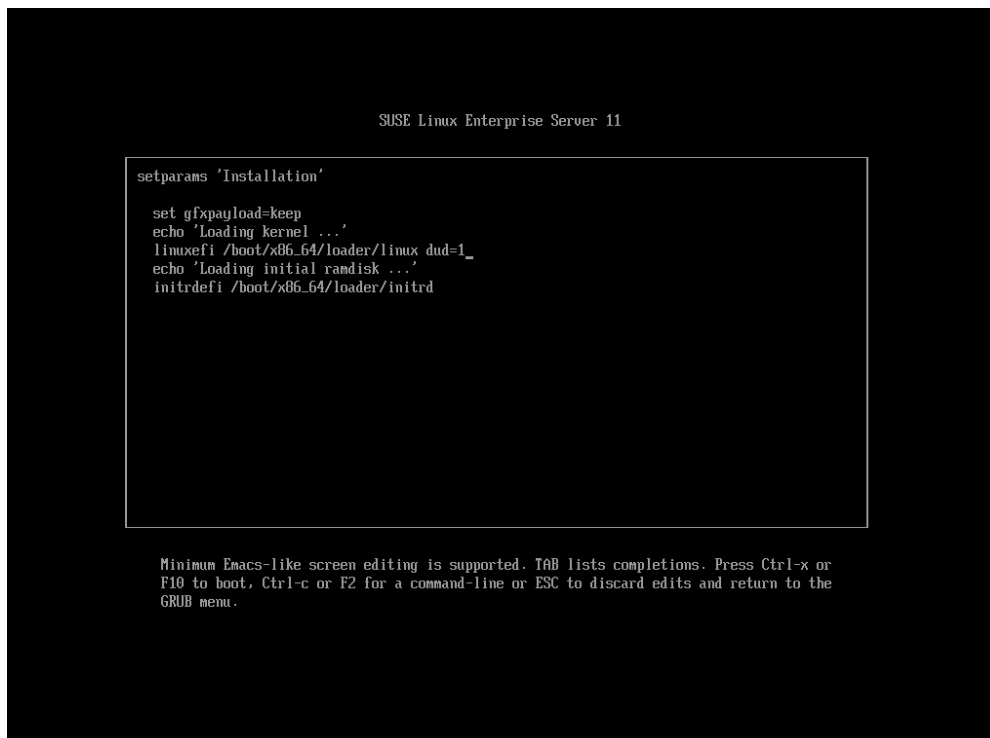 SUSE Linux Enterprise Server 11
setparams 'Installation'
set gfxpayload=keep
echo 'Loading kernel ...'
linuxefi /boot/x86_64/loader/linux dud=1_
echo 'Loading initial ramdisk ...'
initrdefi /boot/x86_64/loader/initrd
Minimum Emacs-like screen editing is supported. TAB lists completions. Press Ctrl-x or
F10 to boot, Ctrl-c or F2 for a command-line or ESC to discard edits and return to the
GRUB menu.